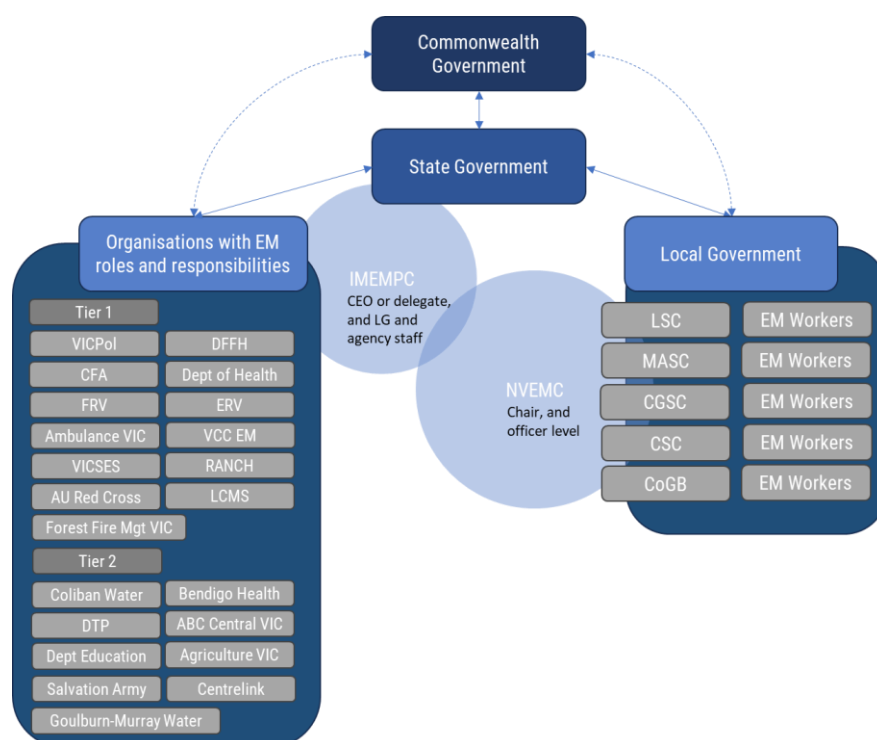 Commonwealth
Government
State Government
Organisations with EM
roles and responsibilities
Tier 1
VICPol
DFFH
CFA
Dept of Health
FRV
ERV
Ambulance VIC
VCC EM
VICSES
RANCH
AU Red Cross
LCMS
Forest Fire Mgt VIC
Tier 2
Coliban Water
Bendigo Health
DTP
ABC Central VIC
Dept Education
Agriculture VIC
Salvation Army
Centrelink
Goulburn-Murray Water
IMEMPC
CEO or delegate,
and LG and
agency staff
NVEMC
Chair, and
officer level
Local Government
LSC
EM Workers
MASC
EM Workers
CGSC
EM Workers
CSC
EM Workers
CoGB
EM Workers